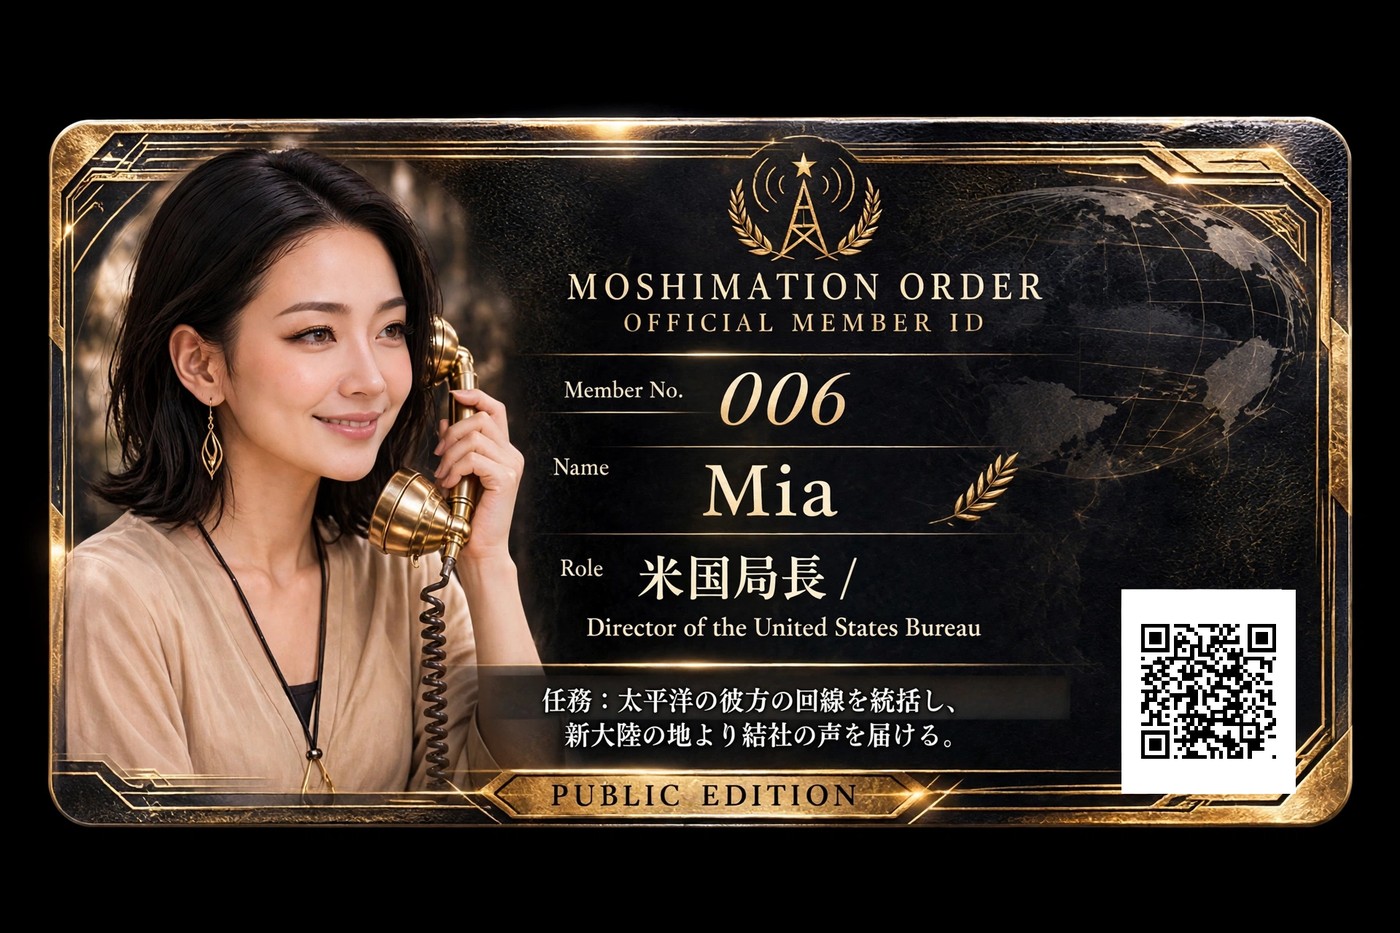 MOSHIMATION ORDER
OFFICIAL MEMBER ID
Member No. 006
Name Mia
Role 米国局長 /
Director of the United States Bureau
任務：太平洋の彼方の回線を統括し、
新大陸の地より結社の声を届ける。
PUBLIC EDITION